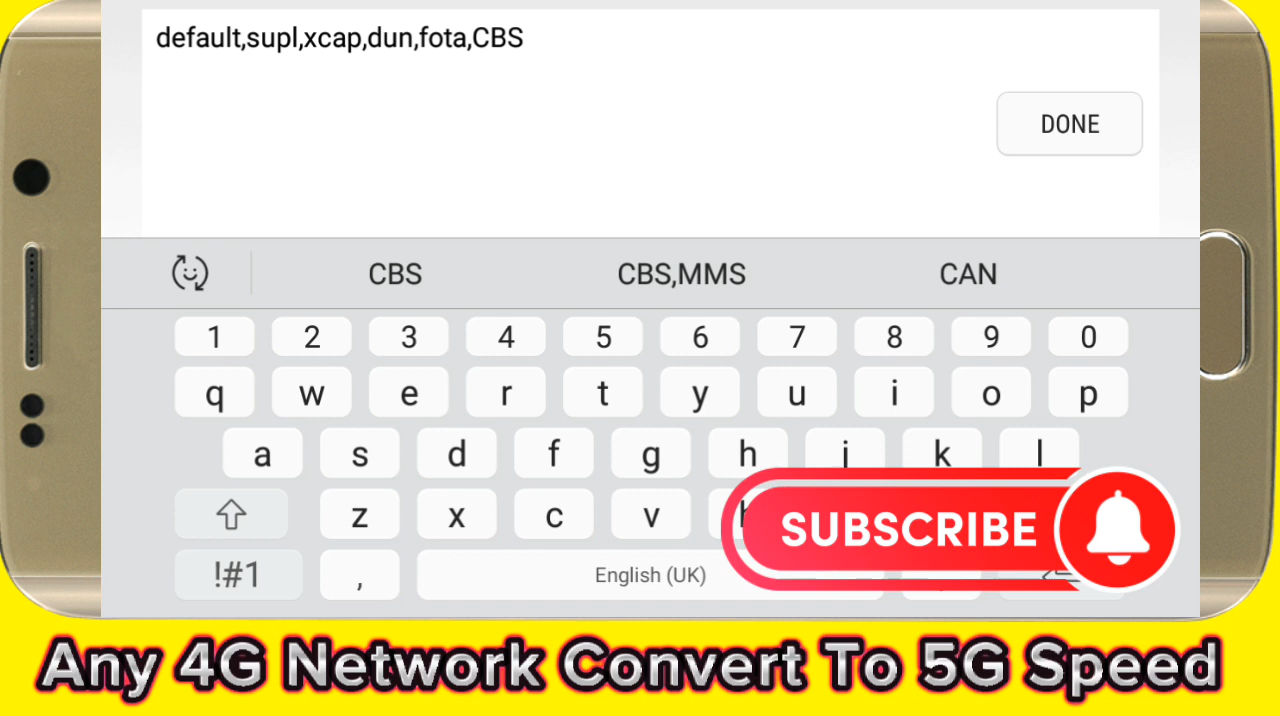 default,supl,xcap,dun,fota,CBS
DONE
CBS CBS,MMS CAN
1 2 3 4 5 6 7 8 9 0
q w e r t y u i o p
a s d f g h j k l
z x c v
SUBSCRIBE
!#1 , English (UK)
Any 4G Network Convert To 5G Speed